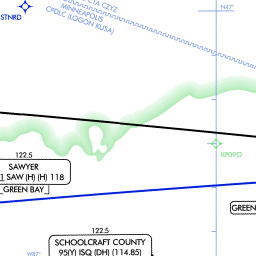 STNRD
CTA CZYZ
MINNEAPOLIS
CPDLC (LOGON KUSA)
N47°
KP09O
122.5
SAWYER
1 SAW (H) (H) 118
GREEN BAY
GREEN
122.5
SCHOOLCRAFT COUNTY
95(Y) ISQ (DH) (114.85)
W87°